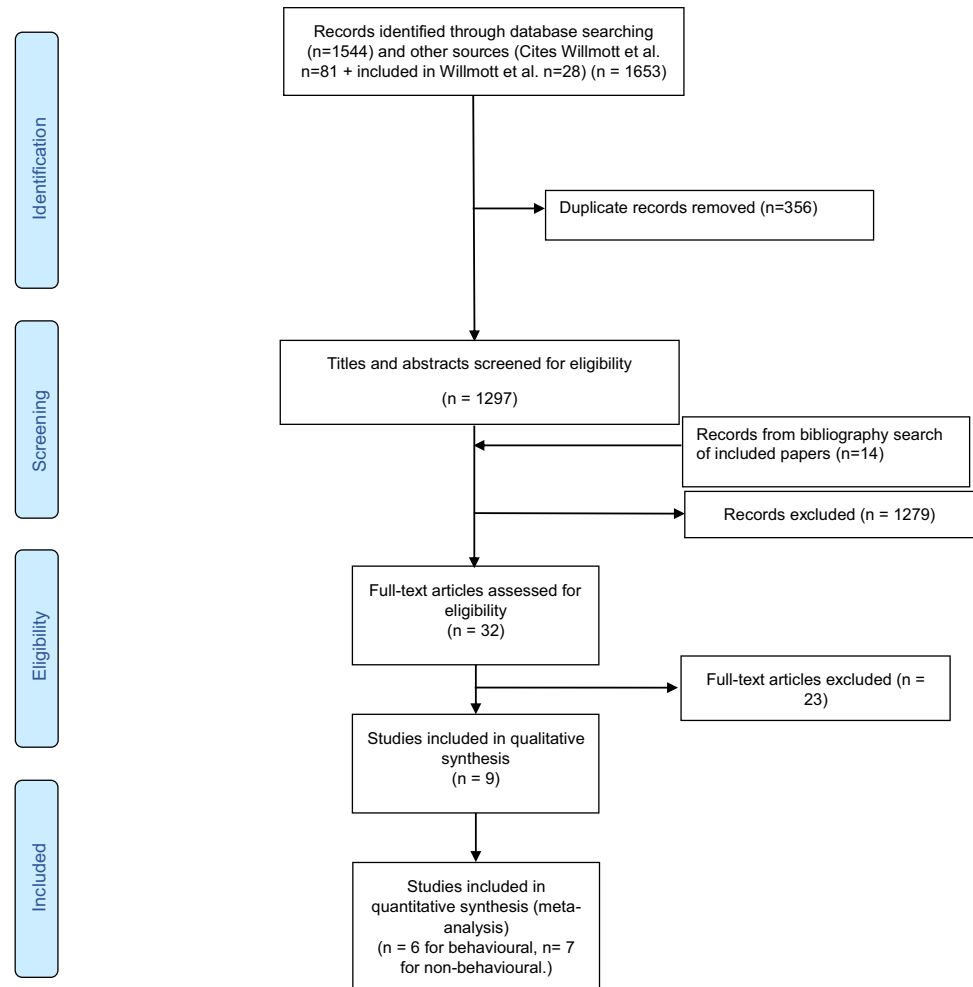 Identification
Records identified through database searching
(n=1544) and other sources (Cites Willmott et al.
n=81 + included in Willmott et al. n=28) (n = 1653)
Duplicate records removed (n=356)
Screening
Titles and abstracts screened for eligibility
(n = 1297)
Records from bibliography search
of included papers (n=14)
Records excluded (n = 1279)
Eligibility
Full-text articles assessed for
eligibility
(n = 32)
Full-text articles excluded (n =
23)
Studies included in qualitative
synthesis
(n = 9)
Included
Studies included in
quantitative synthesis (meta-
analysis)
(n = 6 for behavioural, n= 7
for non-behavioural.)